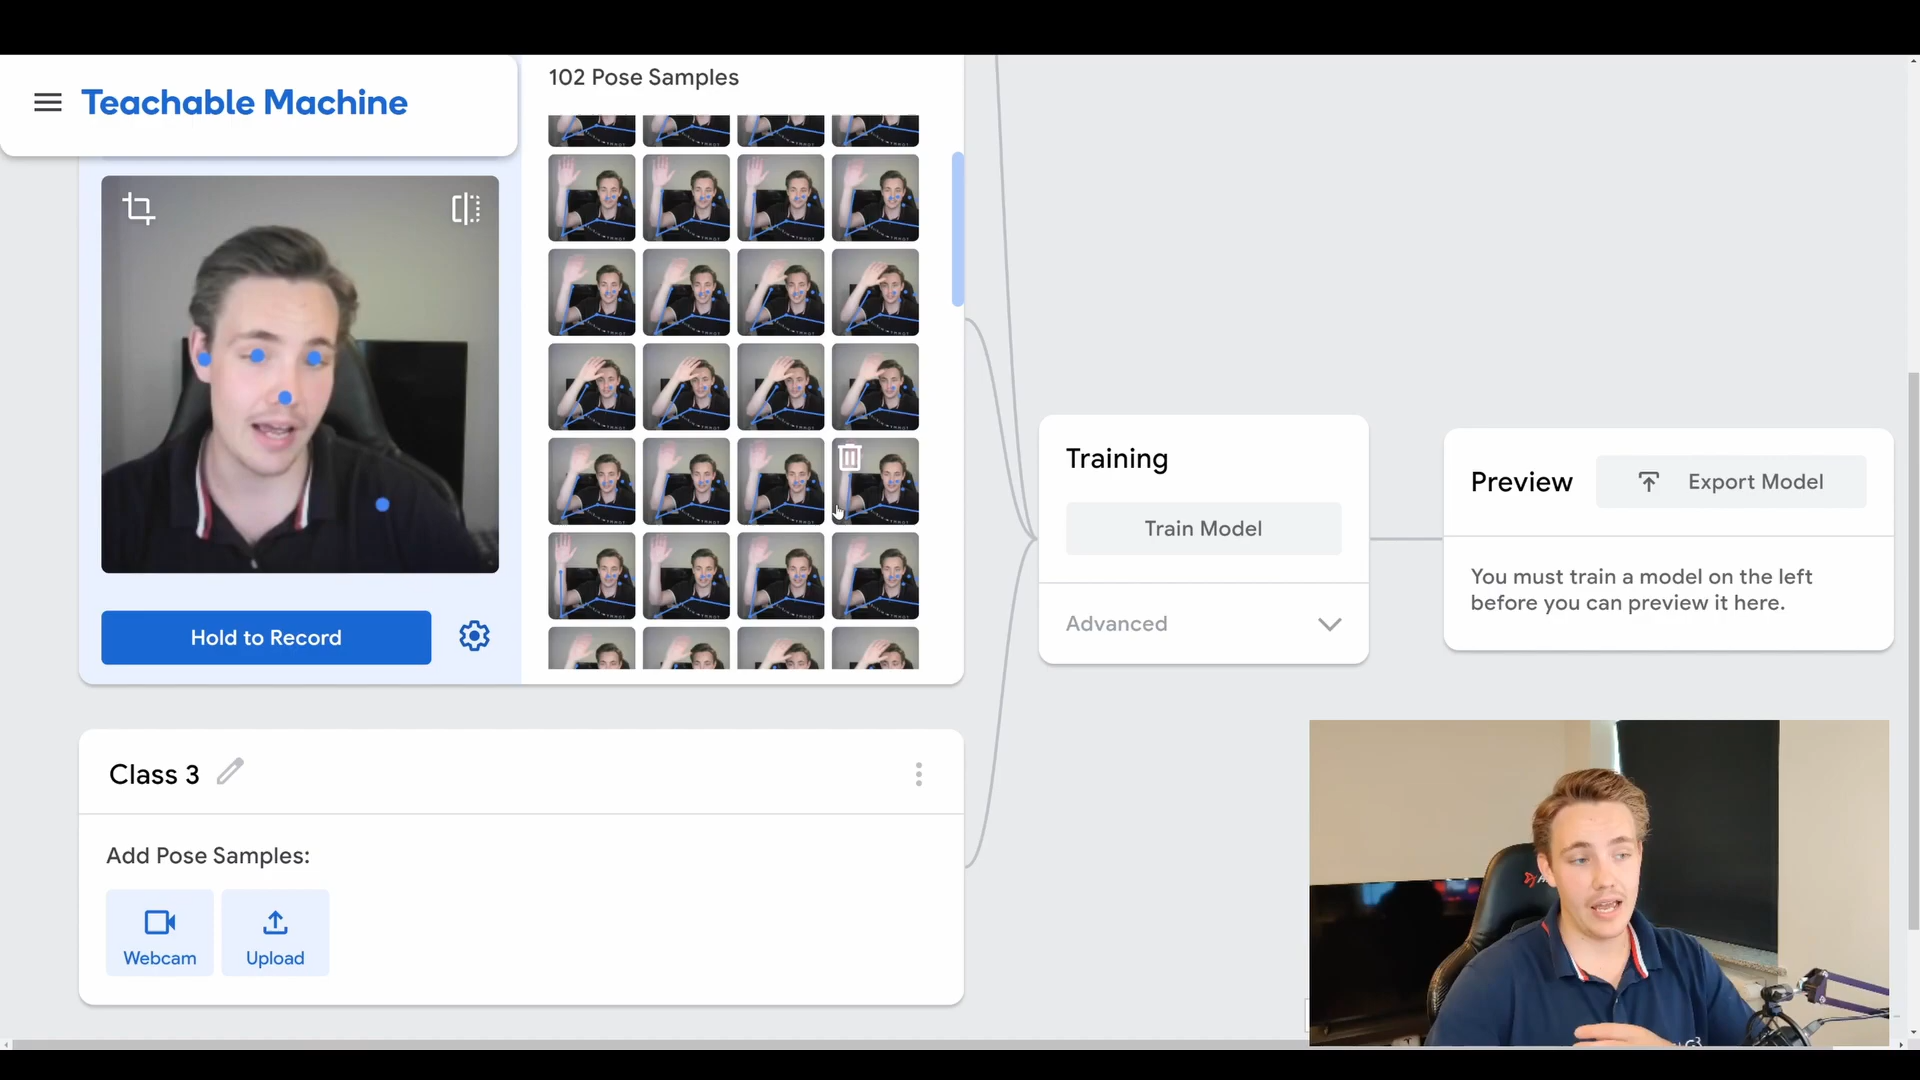 102 Pose Samples
Teachable Machine
Hold to Record
Training
Train Model
Advanced
Preview
Export Model
You must train a model on the left
before you can preview it here.
Class 3
Add Pose Samples:
Webcam
Upload